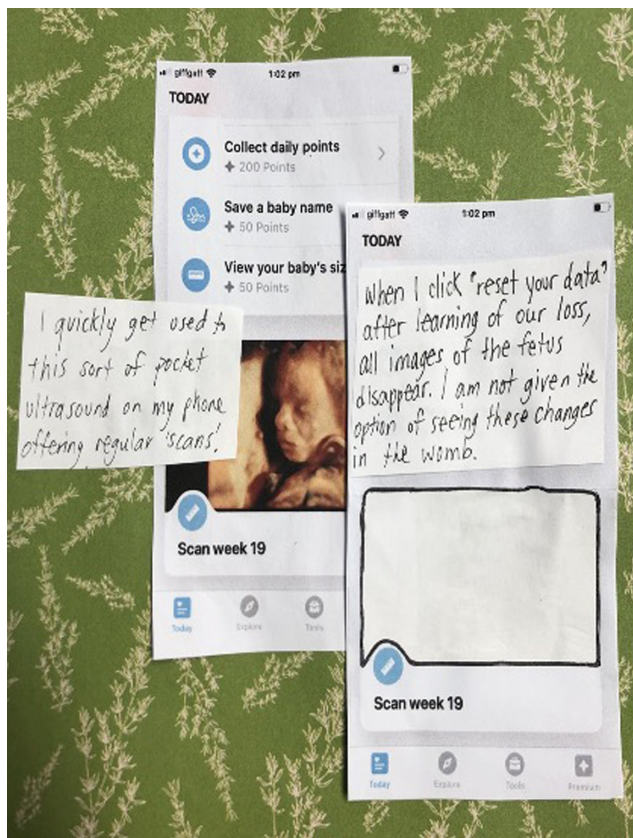 giffgaff
1:02 pm
TODAY
Collect daily points
200 Points
Save a baby name
50 Points
View your baby's siz
50 Points
I quickly get used to
this sort of pocket
ultrasound on my phone
offering regular 'scans'.
Scan week 19
Today
Explore
Tools
giffgaff
1:02 pm
TODAY
When I click "reset your data"
after learning of our loss,
all images of the fetus
disappear. I am not given the
option of seeing these changes
in the womb.
Scan week 19
Today
Explore
Tools
Premium